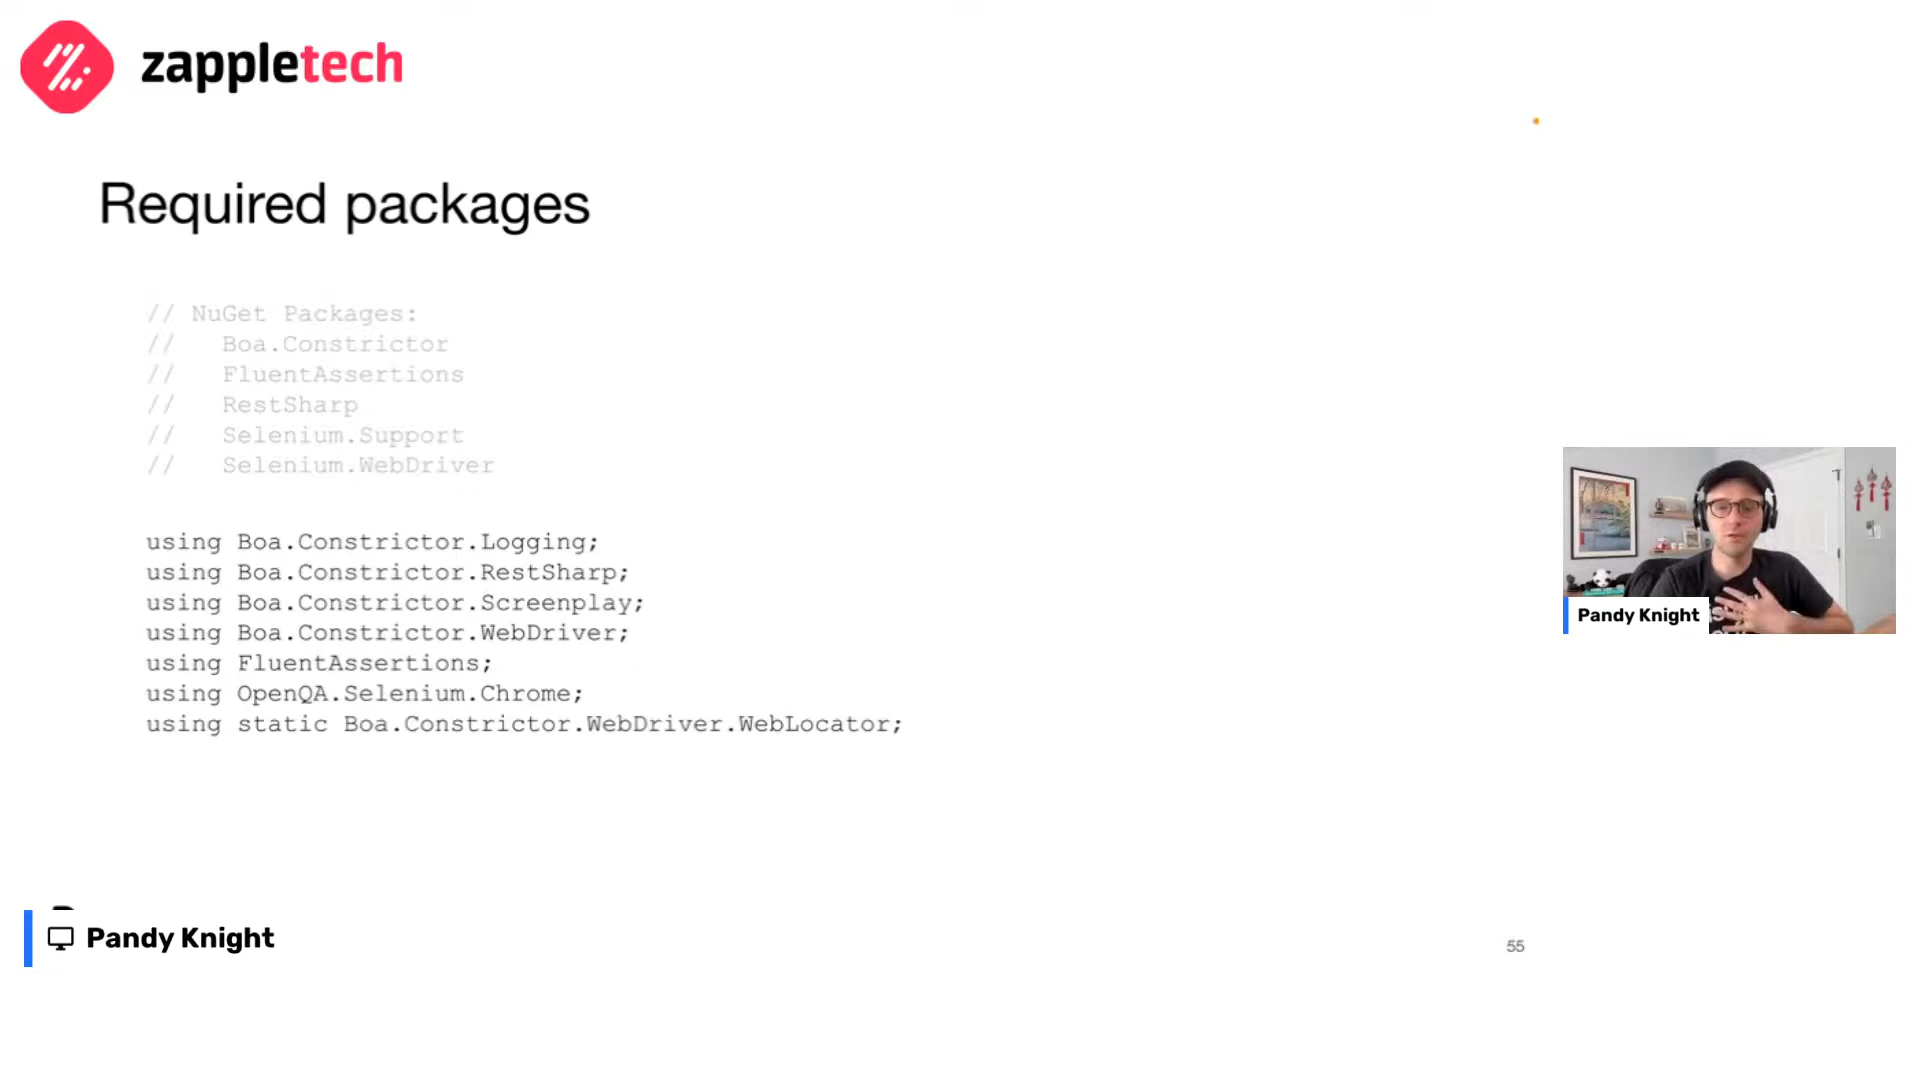 zappletech
Required packages
// NuGet Packages:
// Boa.Constrictor
// FluentAssertions
// RestSharp
// Selenium.Support
// Selenium.WebDriver
using Boa.Constrictor.Logging;
using Boa.Constrictor.RestSharp;
using Boa.Constrictor.Screenplay;
using Boa.Constrictor.WebDriver;
using FluentAssertions;
using OpenQA.Selenium.Chrome;
using static Boa.Constrictor.WebDriver.WebLocator;
Pandy Knight
Pandy Knight
55